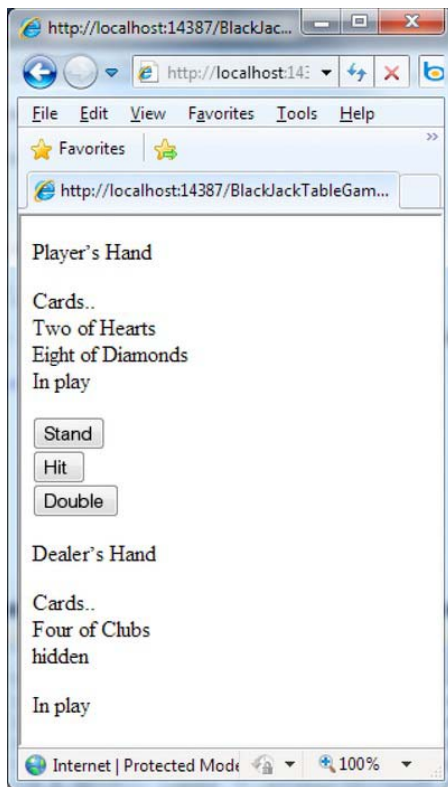 http://localhost:14387/BlackJac...
http://localhost:143
File Edit View Favorites Tools Help
Favorites
http://localhost:14387/BlackJackTableGam...
Player's Hand
Cards..
Two of Hearts
Eight of Diamonds
In play
Stand
Hit
Double
Dealer's Hand
Cards..
Four of Clubs
hidden
In play
Internet | Protected Mode 100%